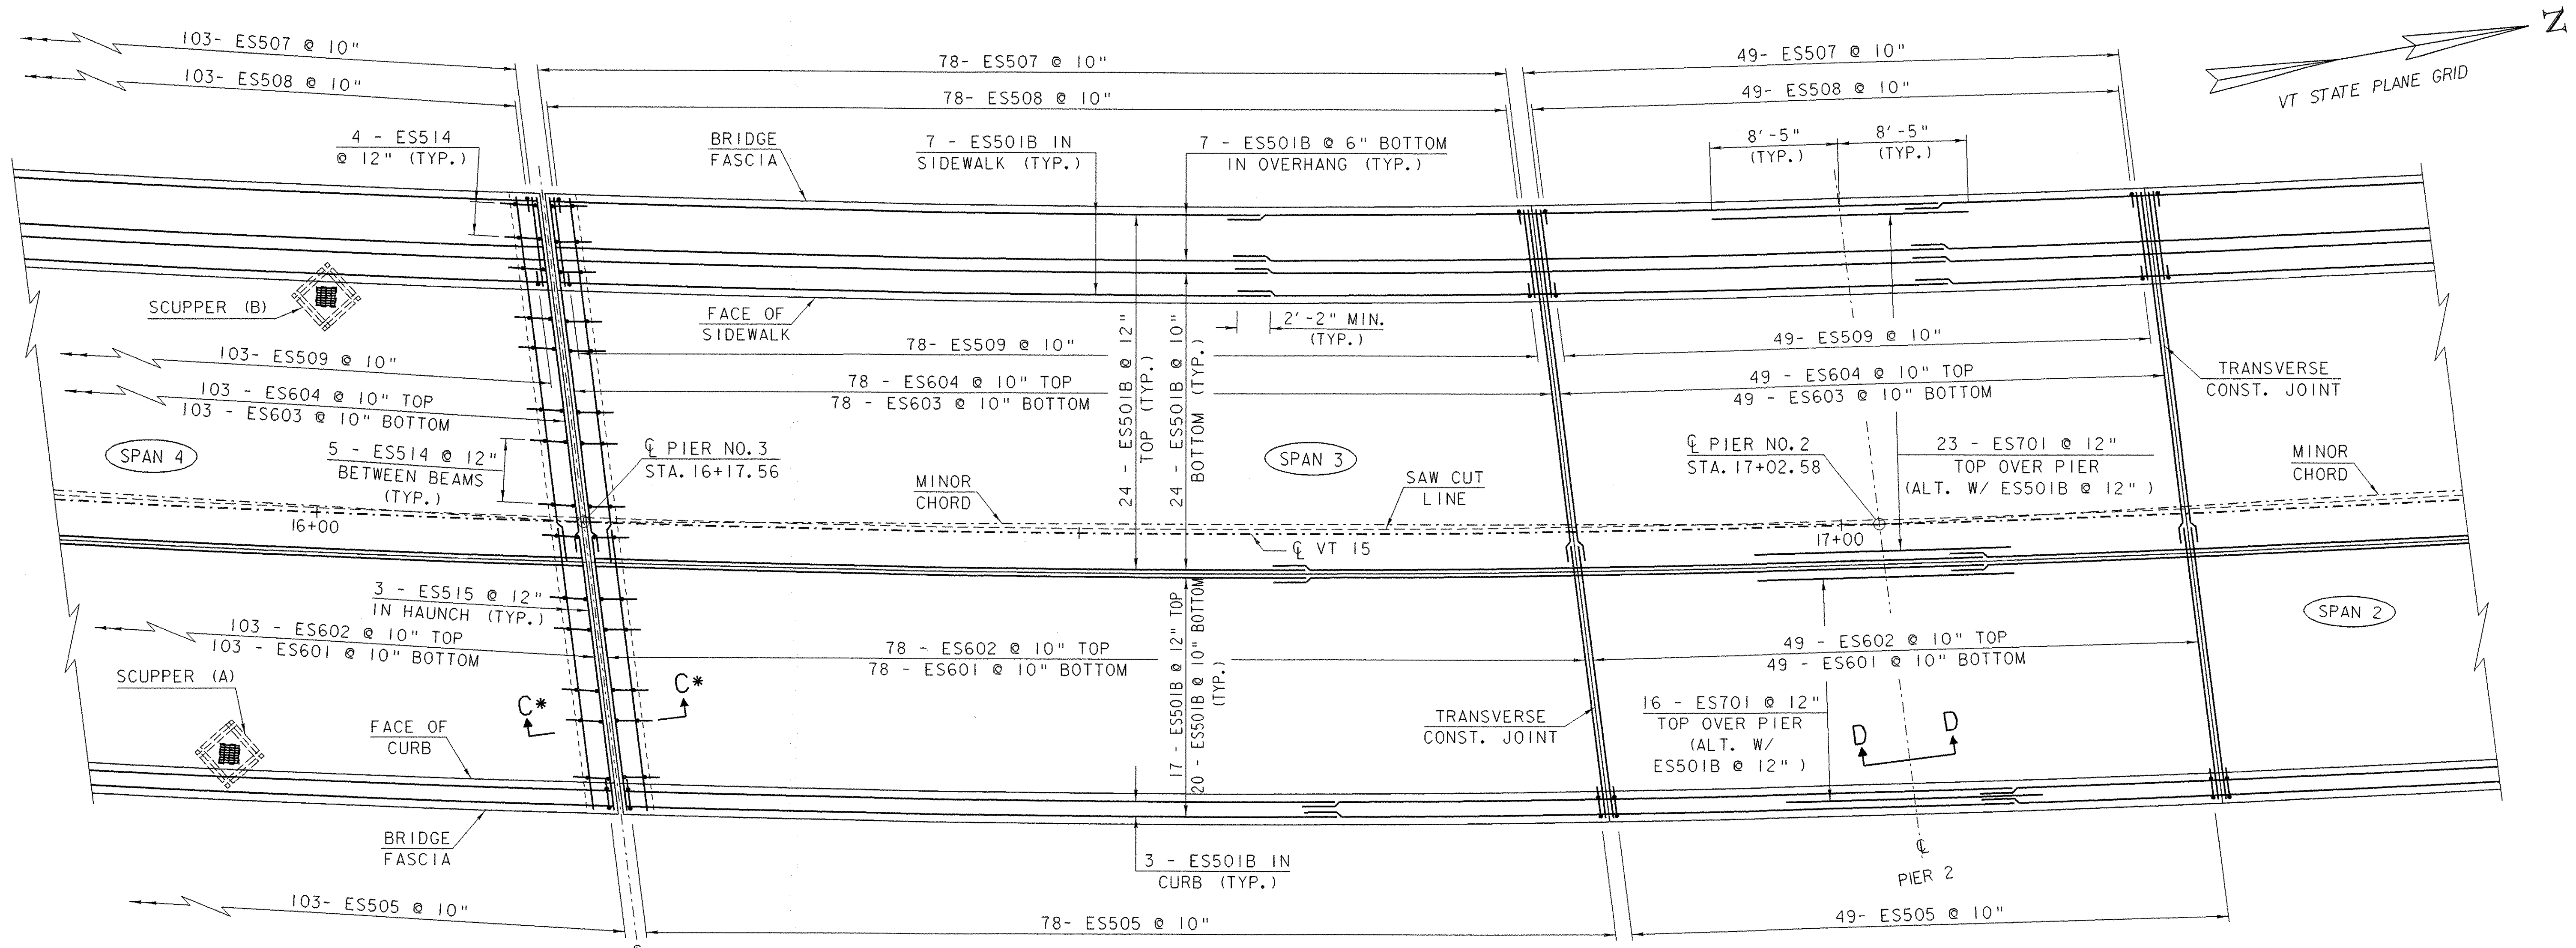 103- ES507 @ 10"
78- ES507 @ 10"
49- ES507 @ 10"
Z
VT STATE PLANE GRID
103- ES508 @ 10"
78- ES508 @ 10"
49- ES508 @ 10"
4 - ES514
@ 12" (TYP.)
BRIDGE
FASCIA
7 - ES501B IN
SIDEWALK (TYP.)
7 - ES501B @ 6" BOTTOM
IN OVERHANG (TYP.)
8'-5"
(TYP.)
8'-5"
(TYP.)
SCUPPER (B)
FACE OF
SIDEWALK
2'-2" MIN.
(TYP.)
103- ES509 @ 10"
78- ES509 @ 10"
49- ES509 @ 10"
TRANSVERSE
CONST. JOINT
103 - ES604 @ 10" TOP
103 - ES603 @ 10" BOTTOM
78 - ES604 @ 10" TOP
78 - ES603 @ 10" BOTTOM
49 - ES604 @ 10" TOP
49 - ES603 @ 10" BOTTOM
24 - ES501B @ 12"
TOP (TYP.)
24 - ES501B @ 10"
BOTTOM (TYP.)
SPAN 4
5 - ES514 @ 12"
BETWEEN BEAMS
(TYP.)
℄ PIER NO.3
STA. 16+17.56
SPAN 3
℄ PIER NO.2
STA. 17+02.58
23 - ES701 @ 12"
TOP OVER PIER
(ALT. W/ ES501B @ 12" )
MINOR
CHORD
MINOR
CHORD
SAW CUT
LINE
16+00
℄ VT 15
17+00
3 - ES515 @ 12"
IN HAUNCH (TYP.)
SPAN 2
103 - ES602 @ 10" TOP
103 - ES601 @ 10" BOTTOM
78 - ES602 @ 10" TOP
78 - ES601 @ 10" BOTTOM
49 - ES602 @ 10" TOP
49 - ES601 @ 10" BOTTOM
17 - ES501B @ 12" TOP
20 - ES501B @ 10" BOTTOM
(TYP.)
SCUPPER (A)
C*
C*
FACE OF
CURB
TRANSVERSE
CONST. JOINT
16 - ES701 @ 12"
TOP OVER PIER
(ALT. W/
ES501B @ 12" )
D
D
BRIDGE
FASCIA
3 - ES501B IN
CURB (TYP.)
℄
PIER 2
103- ES505 @ 10"
78- ES505 @ 10"
49- ES505 @ 10"